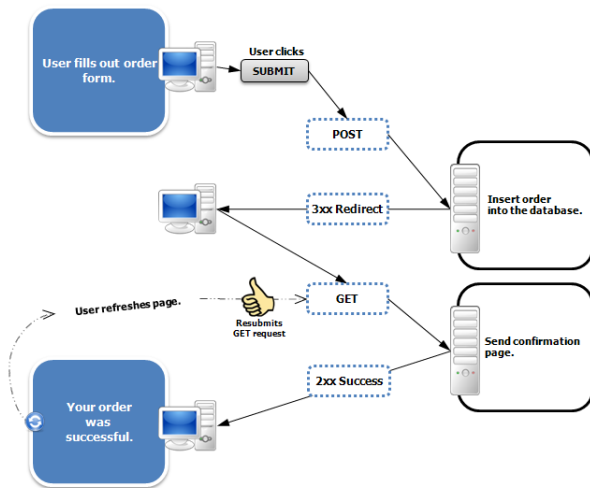 User fills out order
form.
User clicks
SUBMIT
POST
3xx Redirect
Insert order
into the database.
User refreshes page.
Resubmits
GET request
GET
Send confirmation
page.
2xx Success
Your order
was
successful.